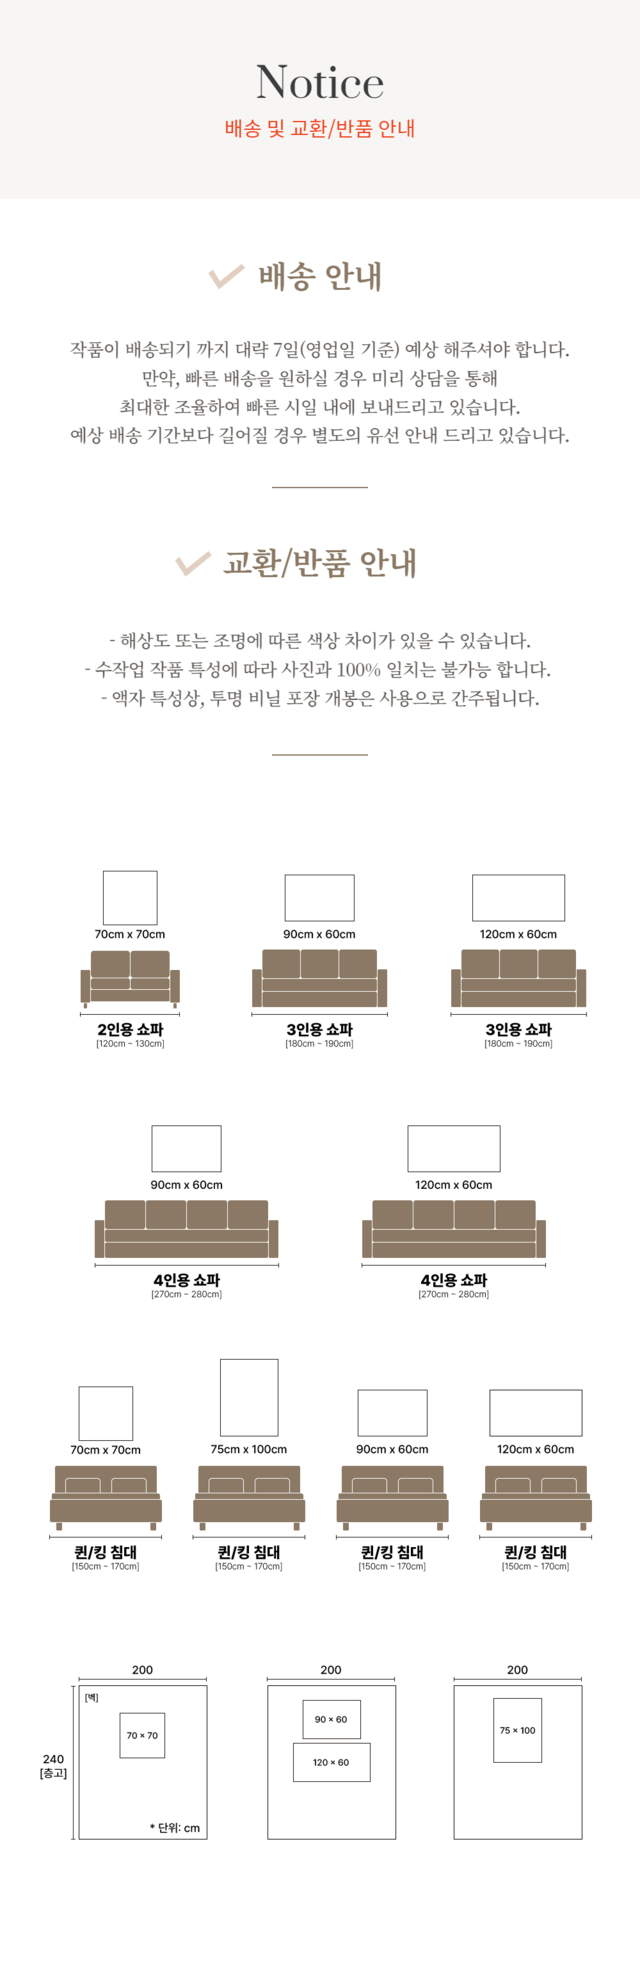 Notice
배송 및 교환/반품 안내
배송 안내
작품이 배송되기 까지 대략 7일(영업일 기준) 예상 해주셔야 합니다.
만약, 빠른 배송을 원하실 경우 미리 상담을 통해
최대한 조율하여 빠른 시일 내에 보내드리고 있습니다.
예상 배송 기간보다 길어질 경우 별도의 유선 안내 드리고 있습니다.
교환/반품 안내
- 해상도 또는 조명에 따른 색상 차이가 있을 수 있습니다.
- 수작업 작품 특성에 따라 사진과 100% 일치는 불가능 합니다.
- 액자 특성상, 투명 비닐 포장 개봉은 사용으로 간주됩니다.
70cm x 70cm 90cm x 60cm 120cm x 60cm
2인용 쇼파 3인용 쇼파 3인용 쇼파
[120cm ~ 130cm] [180cm ~ 190cm] [180cm ~ 190cm]
90cm x 60cm 120cm x 60cm
4인용 쇼파 4인용 쇼파
[270cm ~ 280cm] [270cm ~ 280cm]
70cm x 70cm 75cm x 100cm 90cm x 60cm 120cm x 60cm
퀸/킹 침대 퀸/킹 침대 퀸/킹 침대 퀸/킹 침대
[150cm ~ 170cm] [150cm ~ 170cm] [150cm ~ 170cm] [150cm ~ 170cm]
200 200 200
[벽]
70 × 70 90 × 60 75 × 100
120 × 60
240
[층고]
* 단위: cm